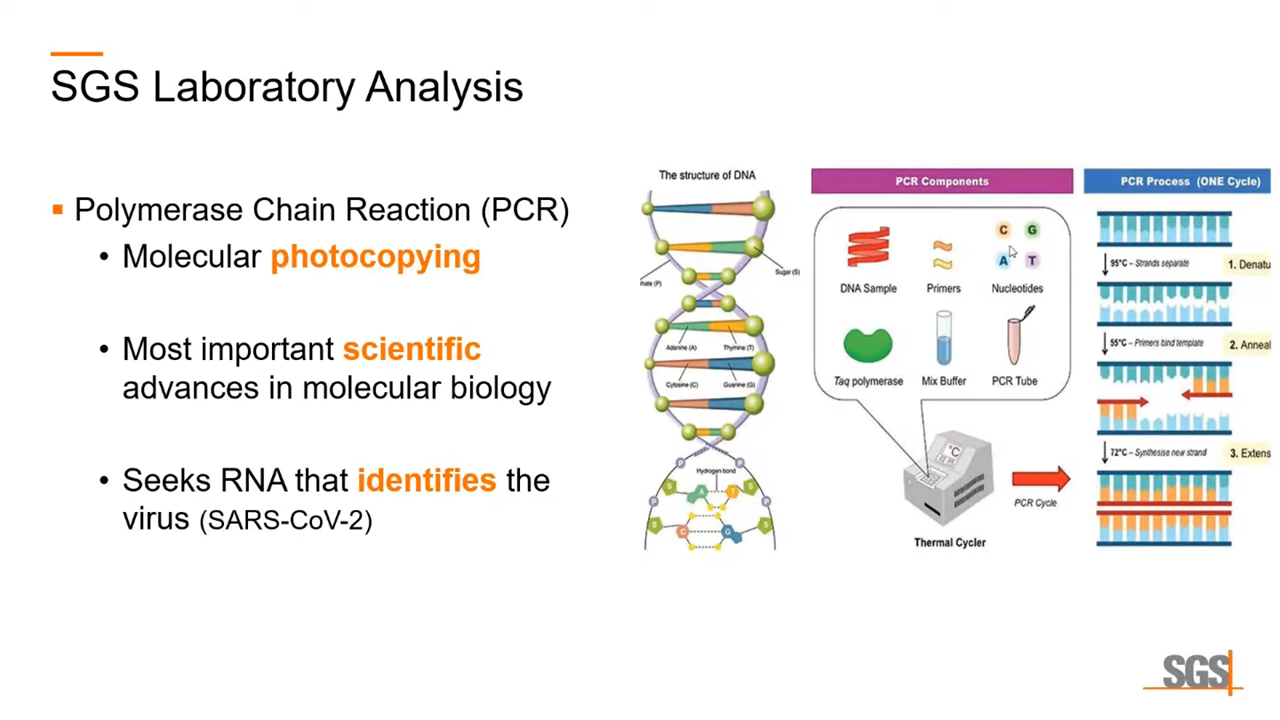 SGS Laboratory Analysis
Polymerase Chain Reaction (PCR)
• Molecular photocopying
• Most important scientific
advances in molecular biology
• Seeks RNA that identifies the
virus (SARS-CoV-2)
The structure of DNA
nate (P)
Sugar (S)
Adenine (A)
Thymine (T)
Cytosine (C)
Guanine (G)
P
P
Hydrogen bond
S
A
T
S
P
P
S
C
G
S
PCR Components
C
G
A
T
DNA Sample
Primers
Nucleotides
Taq polymerase
Mix Buffer
PCR Tube
°C
PCR Cycle
Thermal Cycler
PCR Process (ONE Cycle)
95°C – Strands separate
1. Denatu
55°C – Primers bind template
2. Anneal
72°C – Synthesise new strand
3. Extens
SGS